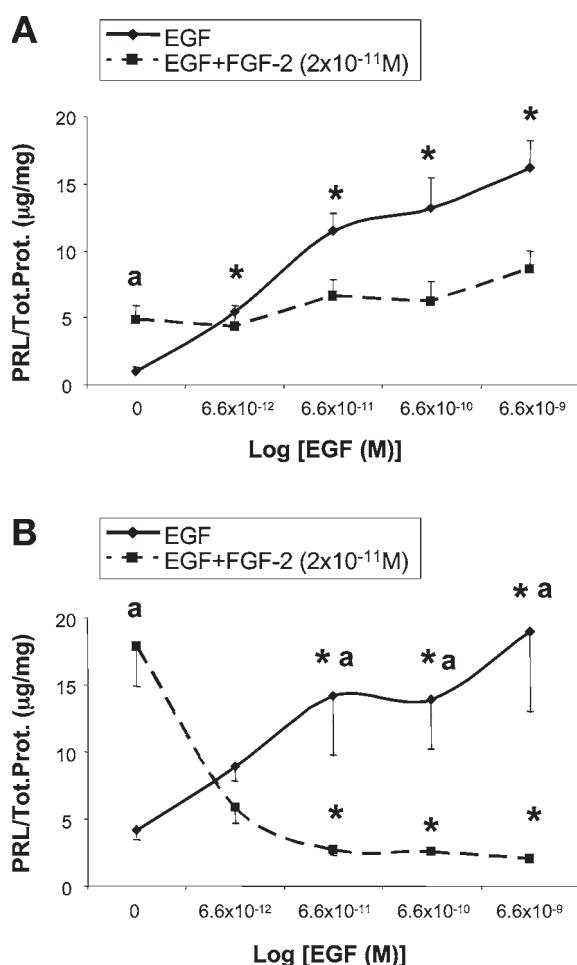 A
EGF
EGF+FGF-2 (2x10⁻¹¹M)
PRL/Tot.Prot. (µg/mg)
20
15
10
5
0
a
*
*
*
*
0
6.6x10⁻¹²
6.6x10⁻¹¹
6.6x10⁻¹⁰
6.6x10⁻⁹
Log [EGF (M)]
B
EGF
EGF+FGF-2 (2x10⁻¹¹M)
PRL/Tot.Prot. (µg/mg)
20
15
10
5
0
a
* a
* a
* a
*
*
*
0
6.6x10⁻¹²
6.6x10⁻¹¹
6.6x10⁻¹⁰
6.6x10⁻⁹
Log [EGF (M)]